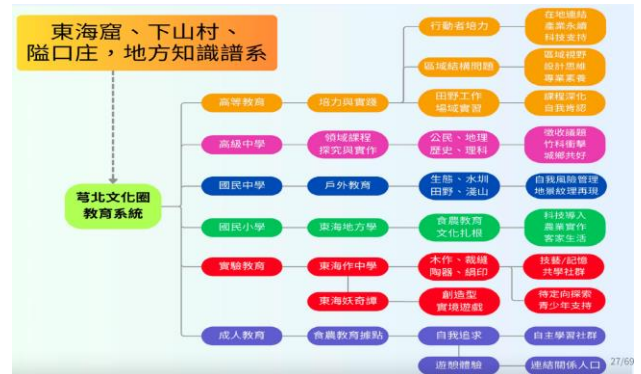 東海窟、下山村、
隘口庄，地方知識譜系
芎北文化圈
教育系統
高等教育
培力與實踐
行動者培力
在地連結
產業永續
科技支持
區域結構問題
區域視野
設計思維
專業素養
田野工作
場域實習
課程深化
自我肯認
高級中學
領域課程
探究與實作
公民、地理
歷史、理科
徵收議題
竹科衝擊
城鄉共好
國民中學
戶外教育
生態、水圳
田野、淺山
自我風險管理
地景紋理再現
國民小學
東海地方學
食農教育
文化扎根
科技導入
農業實作
客家生活
實驗教育
東海作中學
木作、裁縫
陶器、絹印
技藝/記憶
共學社群
東海妖奇譚
創造型
實境遊戲
待定向探索
青少年支持
成人教育
食農教育據點
自我追求
自主學習社群
遊憩體驗
連結關係人口
27/69